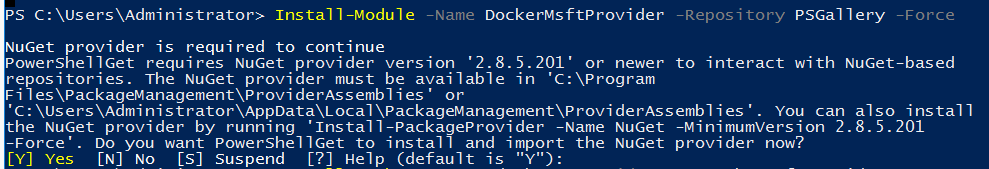 PS C:\Users\Administrator> Install-Module -Name DockerMsftProvider -Repository PSGallery -Force
NuGet provider is required to continue
PowerShellGet requires NuGet provider version '2.8.5.201' or newer to interact with NuGet-based
repositories. The NuGet provider must be available in 'C:\Program
Files\PackageManagement\ProviderAssemblies' or
'C:\Users\Administrator\AppData\Local\PackageManagement\ProviderAssemblies'. You can also install
the NuGet provider by running 'Install-PackageProvider -Name NuGet -MinimumVersion 2.8.5.201
-Force'. Do you want PowerShellGet to install and import the NuGet provider now?
[Y] Yes  [N] No  [S] Suspend  [?] Help (default is "Y"):